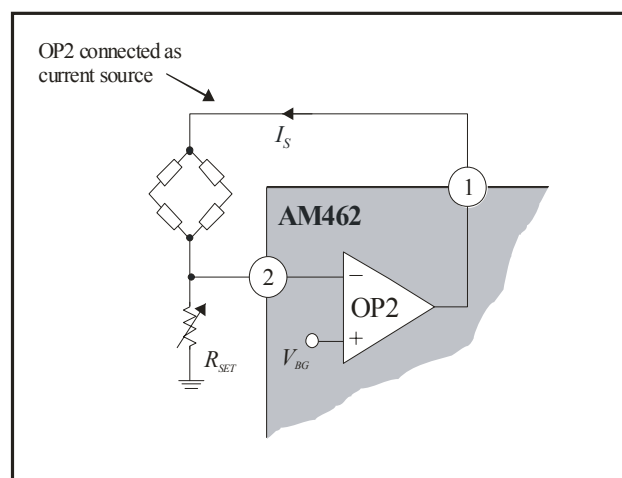 OP2 connected as
current source
I_S
1
AM462
2
−
OP2
+
V_BG
R_SET